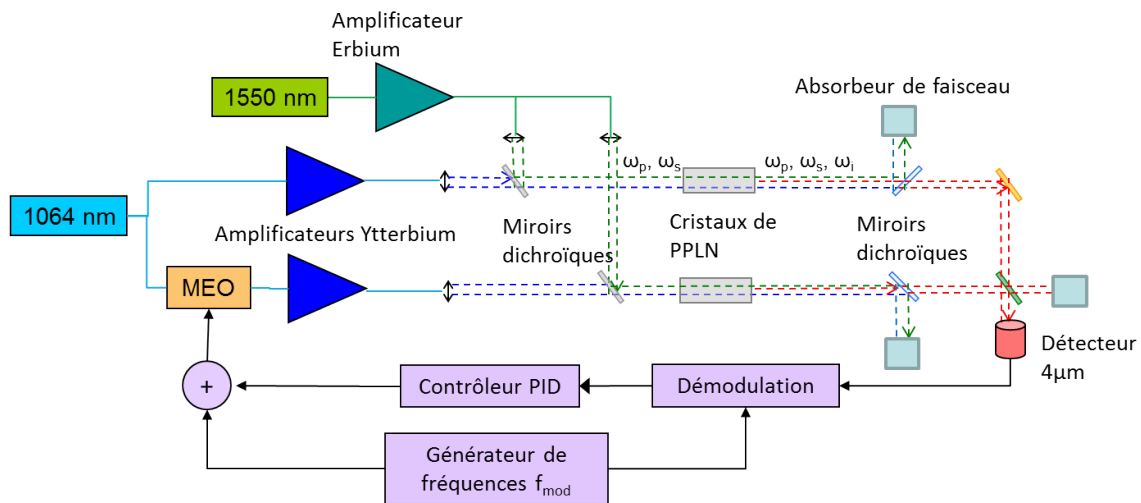 Amplificateur
Erbium
1550 nm
Absorbeur de faisceau
ωp, ωs
ωp, ωs, ωi
1064 nm
Amplificateurs Ytterbium
Miroirs
dichroïques
Cristaux de
PPLN
Miroirs
dichroïques
MEO
Détecteur
4µm
+
Contrôleur PID
Démodulation
Générateur de
fréquences fmod